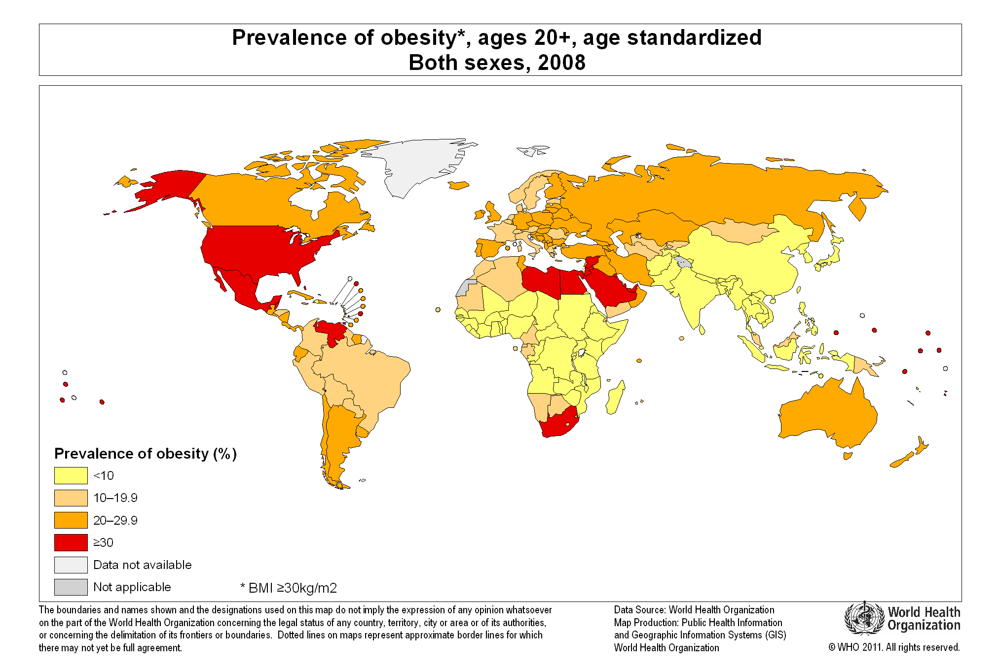 Prevalence of obesity*, ages 20+, age standardized
Both sexes, 2008
Prevalence of obesity (%)
<10
10–19.9
20–29.9
≥30
Data not available
Not applicable
* BMI ≥30kg/m2
The boundaries and names shown and the designations used on this map do not imply the expression of any opinion whatsoever
on the part of the World Health Organization concerning the legal status of any country, territory, city or area or of its authorities,
or concerning the delimitation of its frontiers or boundaries.  Dotted lines on maps represent approximate border lines for which
there may not yet be full agreement.
Data Source: World Health Organization
Map Production: Public Health Information
and Geographic Information Systems (GIS)
World Health Organization
World Health
Organization
© WHO 2011. All rights reserved.